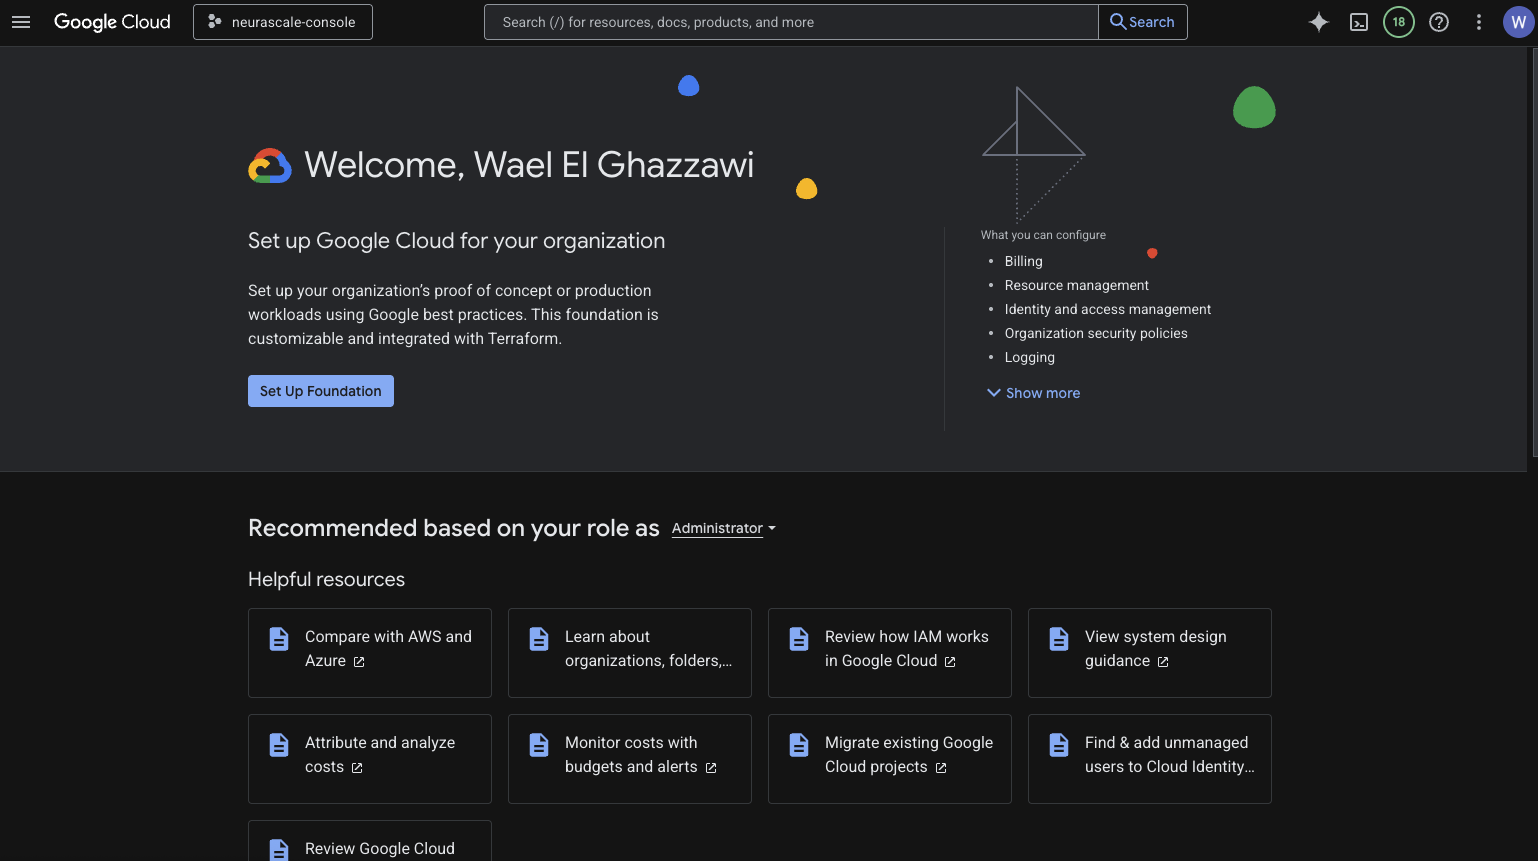 Google Cloud
neurascale-console
Search (/) for resources, docs, products, and more
Search
18
W
Welcome, Wael El Ghazzawi
Set up Google Cloud for your organization
Set up your organization’s proof of concept or production
workloads using Google best practices. This foundation is
customizable and integrated with Terraform.
Set Up Foundation
What you can configure
• Billing
• Resource management
• Identity and access management
• Organization security policies
• Logging
Show more
Recommended based on your role as Administrator
Helpful resources
Compare with AWS and
Azure
Learn about
organizations, folders,...
Review how IAM works
in Google Cloud
View system design
guidance
Attribute and analyze
costs
Monitor costs with
budgets and alerts
Migrate existing Google
Cloud projects
Find & add unmanaged
users to Cloud Identity...
Review Google Cloud